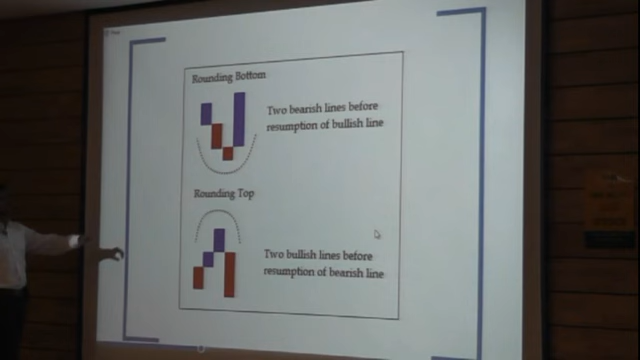 Rounding Bottom
Two bearish lines before
resumption of bullish line
Rounding Top
Two bullish lines before
resumption of bearish line